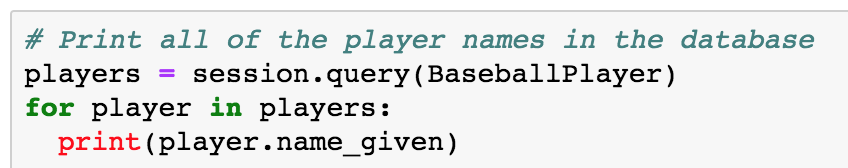 # Print all of the player names in the database
players = session.query(BaseballPlayer)
for player in players:
  print(player.name_given)